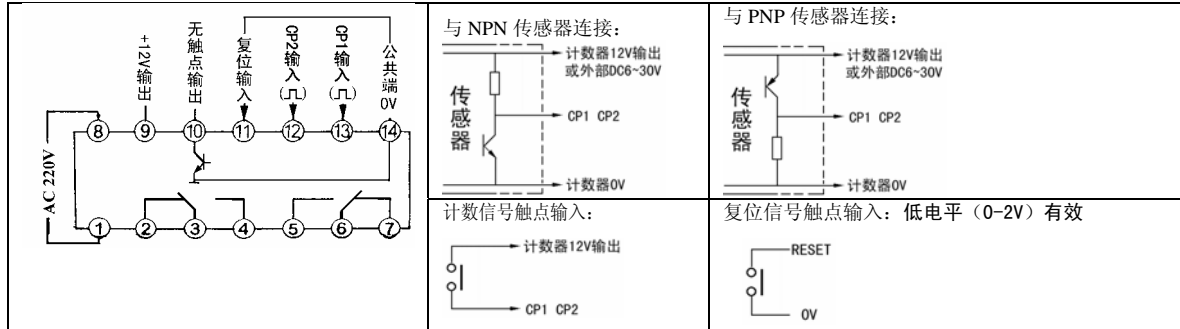 +12V输出
无触点输出
复位输入
CP2输入(⎍)
CP1输入(⎍)
公共端 0V
⑧ ⑨ ⑩ ⑪ ⑫ ⑬ ⑭
AC 220V
① ② ③ ④ ⑤ ⑥ ⑦
与 NPN 传感器连接：
计数器12V输出
或外部DC6~30V
传感器
CP1 CP2
计数器0V
与 PNP 传感器连接：
计数器12V输出
或外部DC6~30V
传感器
CP1 CP2
计数器0V
计数信号触点输入：
计数器12V输出
CP1 CP2
复位信号触点输入：低电平（0-2V）有效
RESET
0V